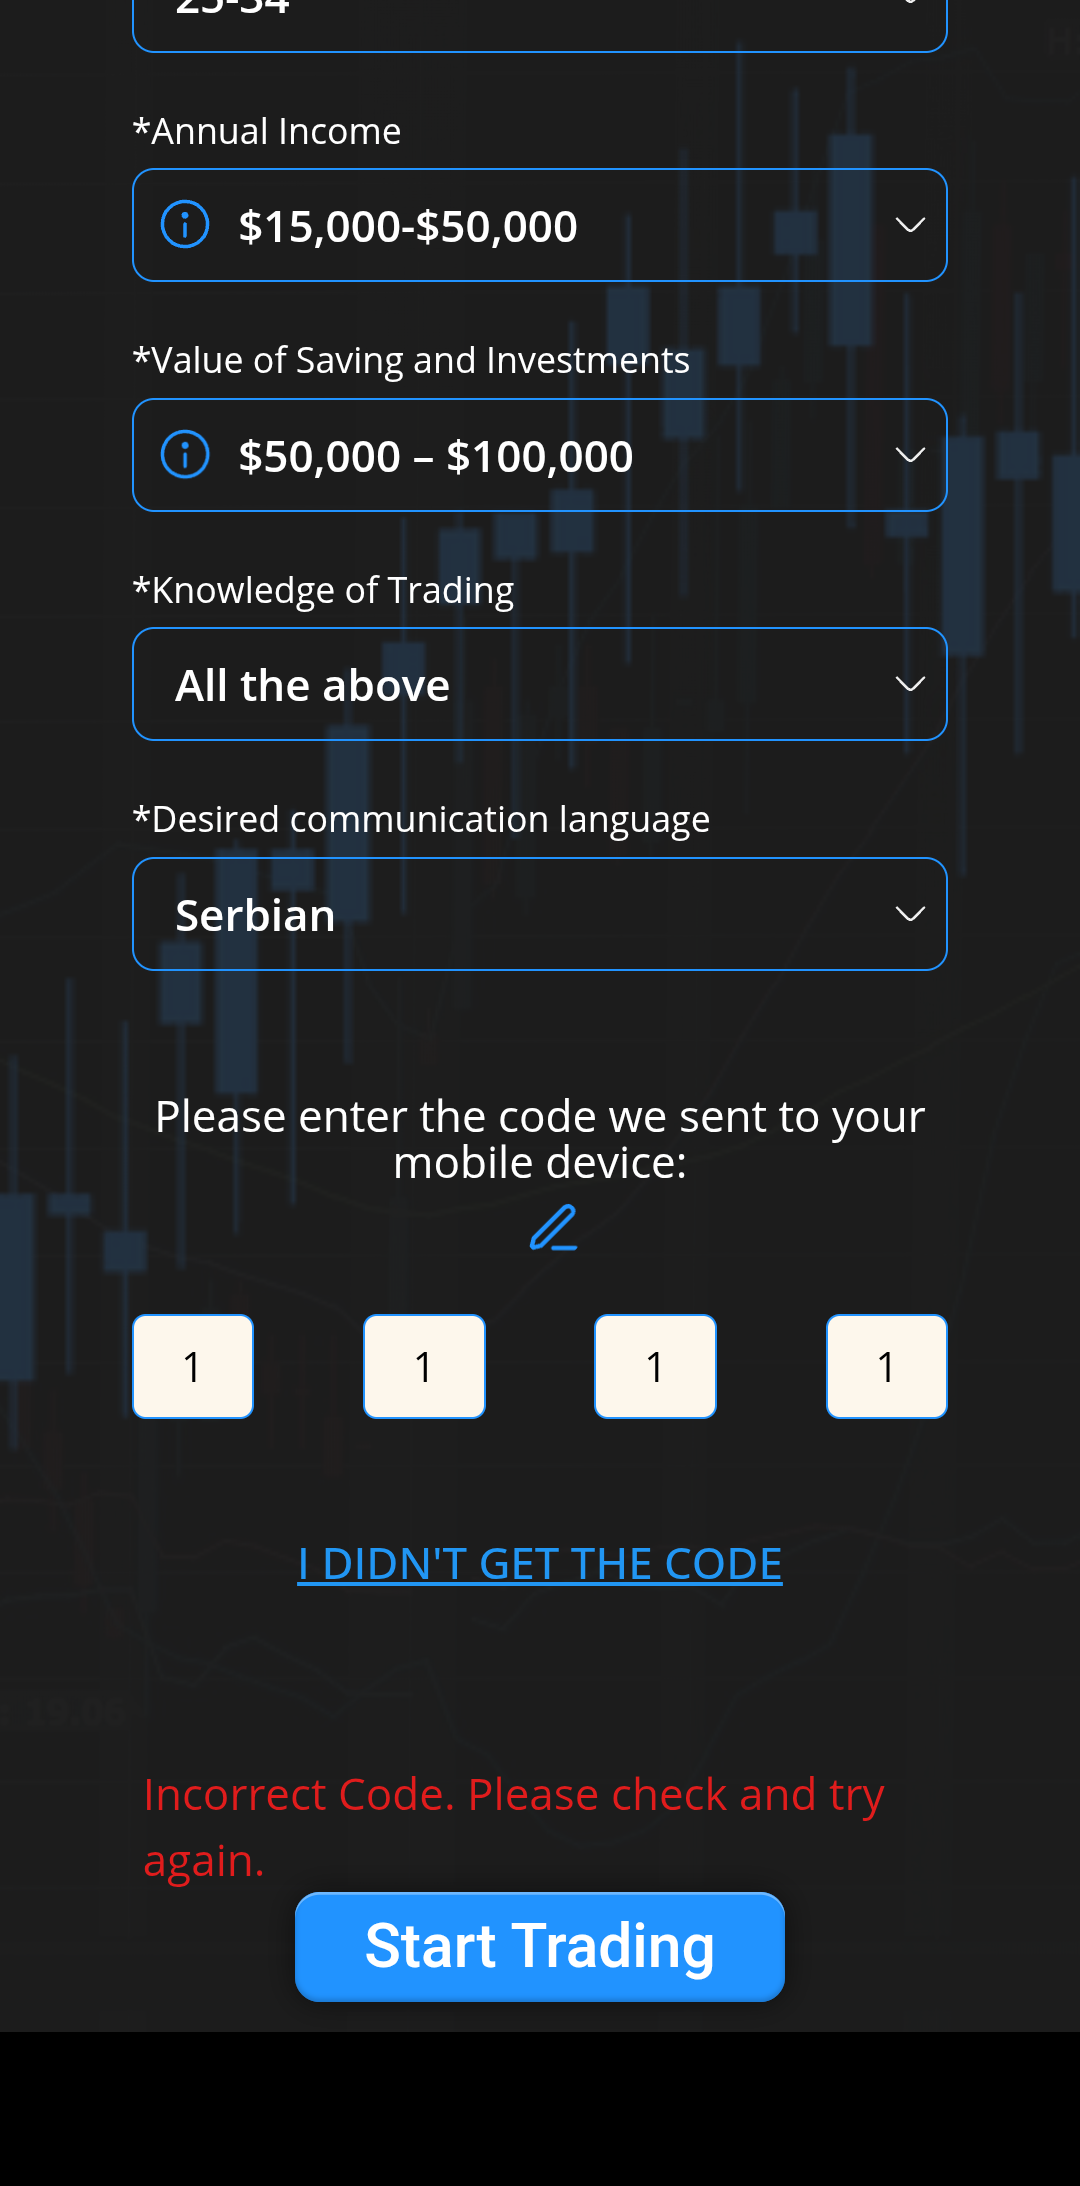 25-34
*Annual Income
$15,000-$50,000
*Value of Saving and Investments
$50,000 – $100,000
*Knowledge of Trading
All the above
*Desired communication language
Serbian
Please enter the code we sent to your
mobile device:
1 1 1 1
I DIDN'T GET THE CODE
19.06
Incorrect Code. Please check and try
again.
Start Trading